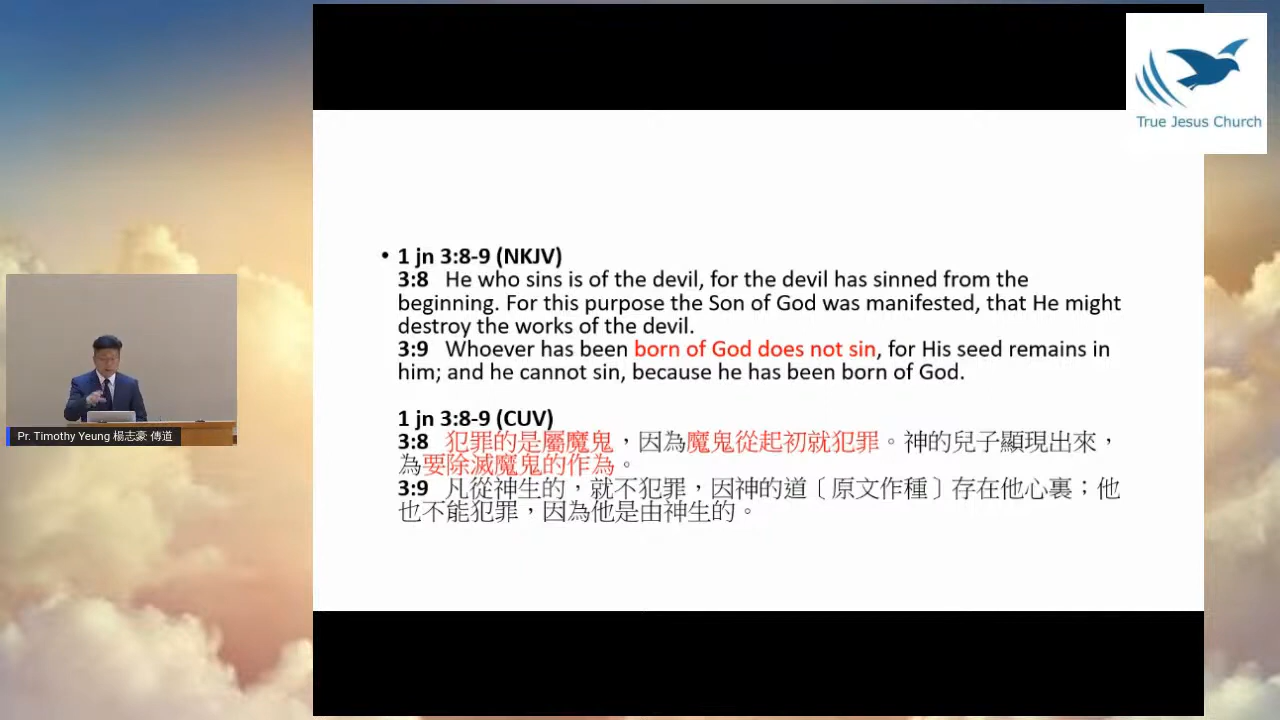 True Jesus Church
• 1 jn 3:8-9 (NKJV)
3:8 He who sins is of the devil, for the devil has sinned from the
beginning. For this purpose the Son of God was manifested, that He might
destroy the works of the devil.
3:9 Whoever has been born of God does not sin, for His seed remains in
him; and he cannot sin, because he has been born of God.
1 jn 3:8-9 (CUV)
3:8 犯罪的是屬魔鬼，因為魔鬼從起初就犯罪。神的兒子顯現出來，
為要除滅魔鬼的作為。
3:9 凡從神生的，就不犯罪，因神的道〔原文作種〕存在他心裏；他
也不能犯罪，因為他是由神生的。
Pr. Timothy Yeung 楊志豪 傳道